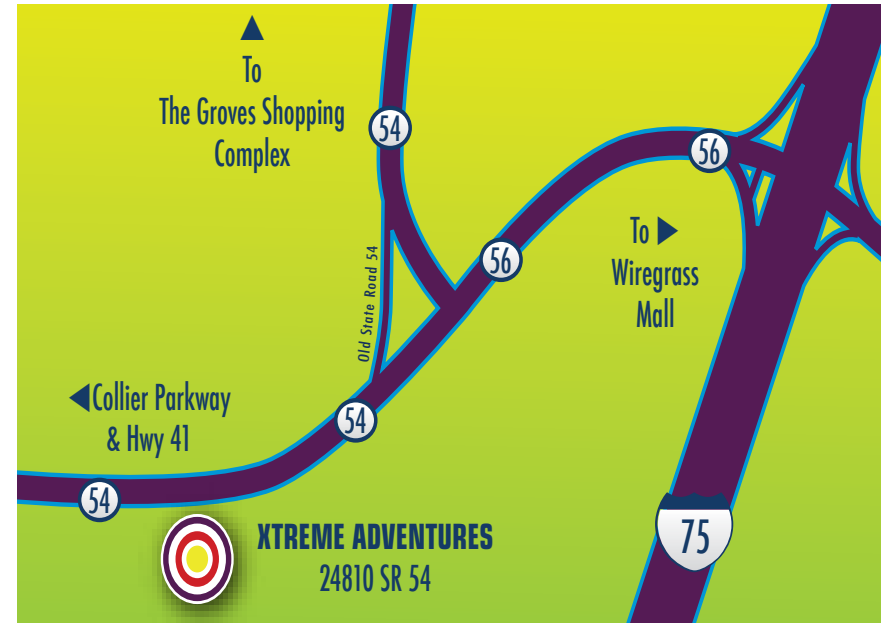 To
The Groves Shopping
Complex
54
56
56
To
Wiregrass
Mall
Old State Road 54
Collier Parkway
& Hwy 41
54
54
75
XTREME ADVENTURES
24810 SR 54